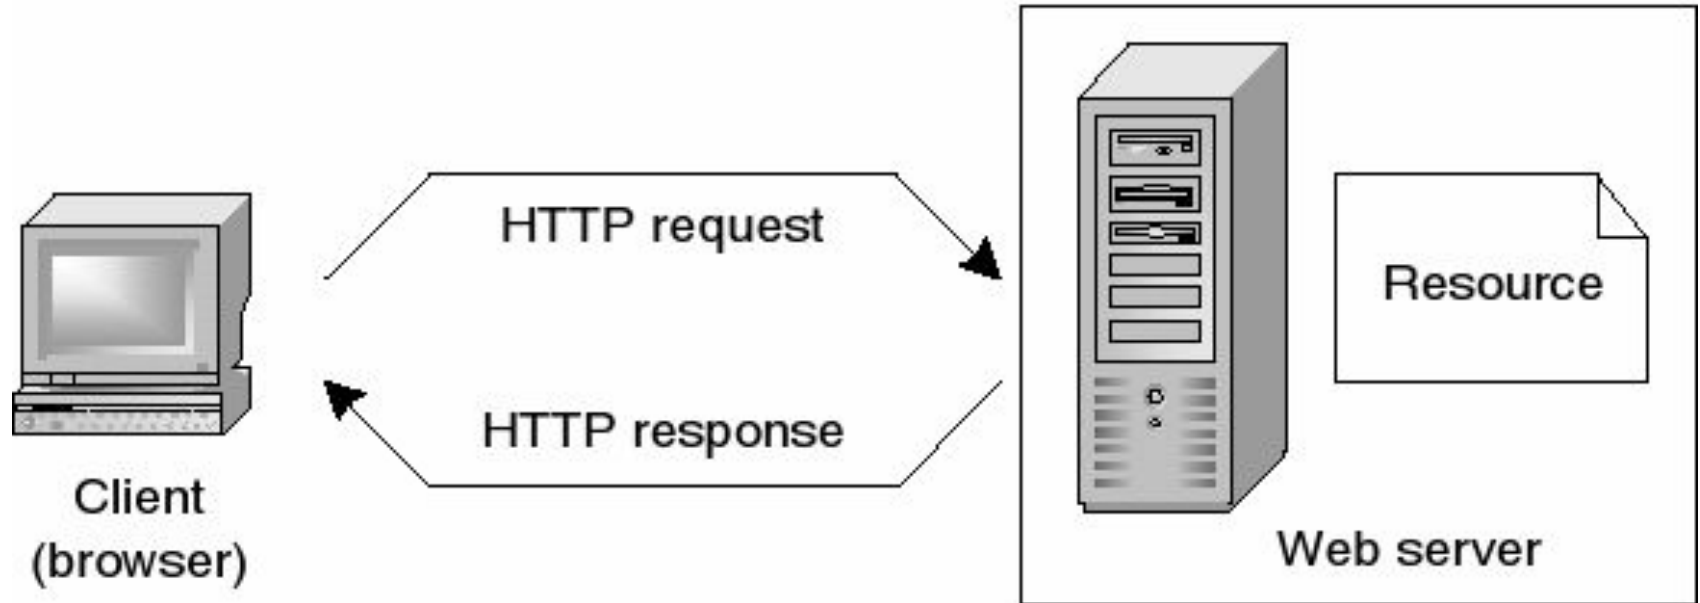 HTTP request
Resource
HTTP response
Client
(browser)
Web server